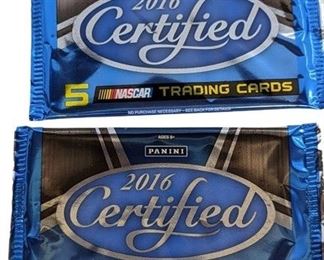 2016
Certified
5 NASCAR TRADING CARDS
NO PURCHASE NECESSARY - SEE BACK FOR DETAILS
AGES 8+
PANINI
2016
Certified